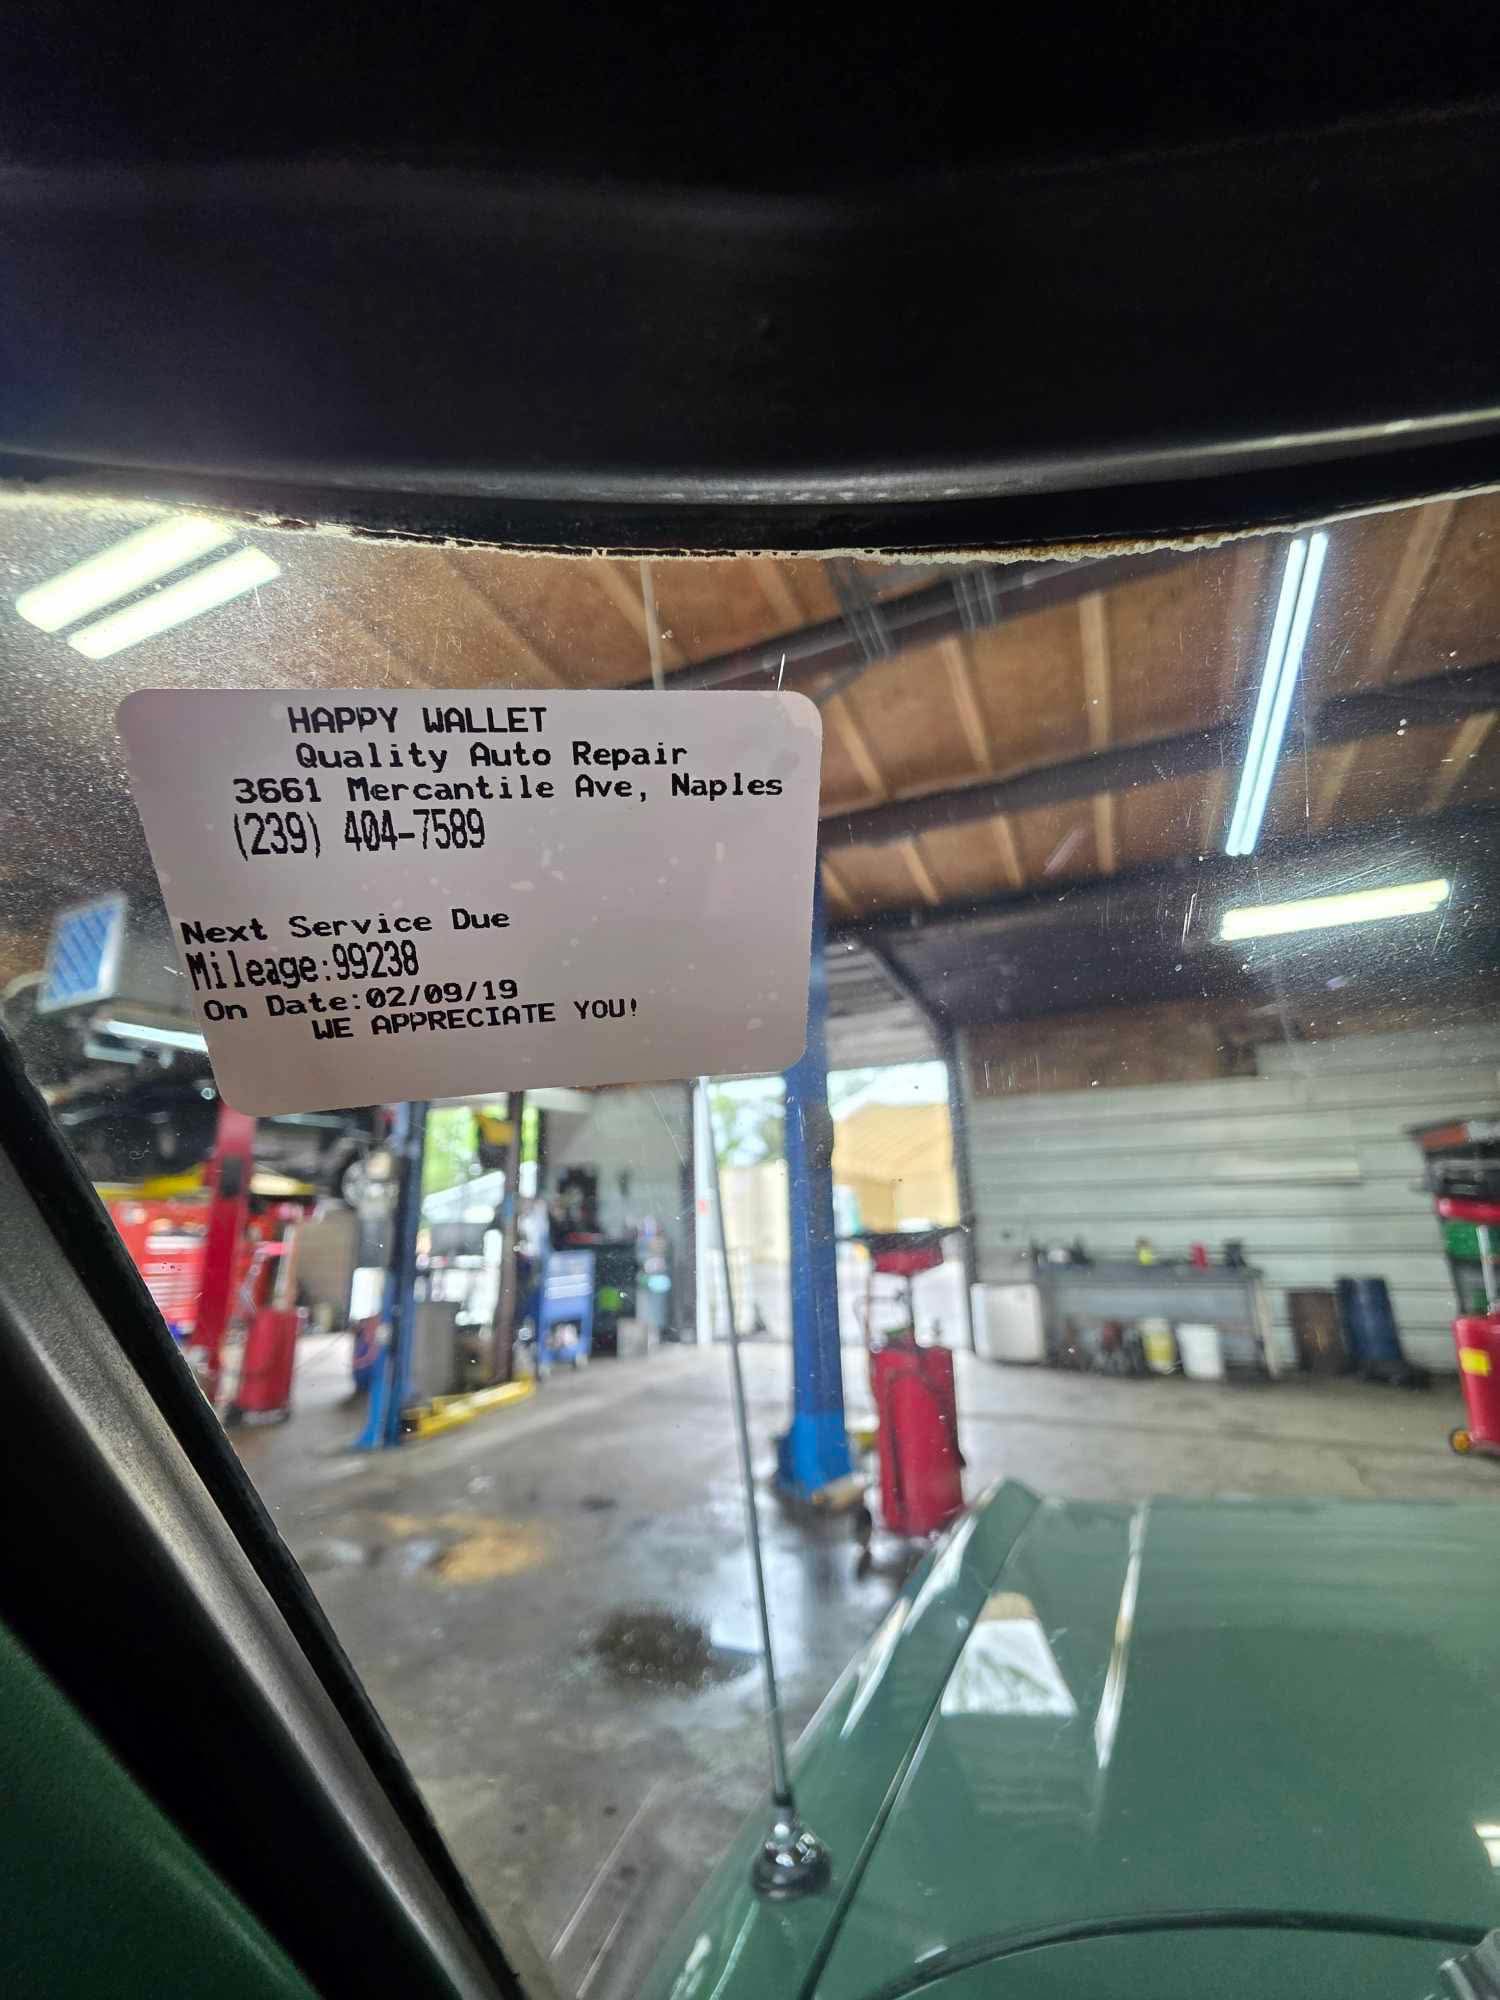 HAPPY WALLET
Quality Auto Repair
3661 Mercantile Ave, Naples
(239) 404-7589
Next Service Due
Mileage:99238
On Date:02/09/19
WE APPRECIATE YOU!